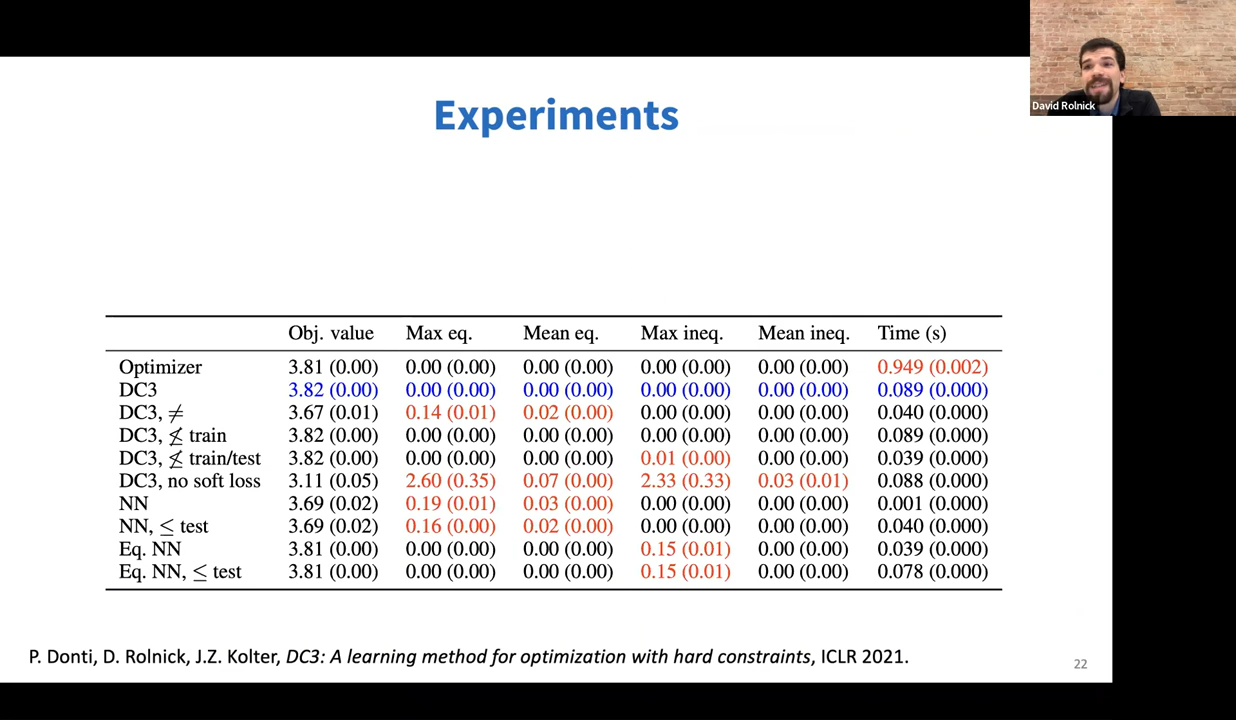 Experiments
David Rolnick
Obj. value Max eq. Mean eq. Max ineq. Mean ineq. Time (s)
Optimizer 3.81 (0.00) 0.00 (0.00) 0.00 (0.00) 0.00 (0.00) 0.00 (0.00) 0.949 (0.002)
DC3 3.82 (0.00) 0.00 (0.00) 0.00 (0.00) 0.00 (0.00) 0.00 (0.00) 0.089 (0.000)
DC3, ≠ 3.67 (0.01) 0.14 (0.01) 0.02 (0.00) 0.00 (0.00) 0.00 (0.00) 0.040 (0.000)
DC3, ≰ train 3.82 (0.00) 0.00 (0.00) 0.00 (0.00) 0.00 (0.00) 0.00 (0.00) 0.089 (0.000)
DC3, ≰ train/test 3.82 (0.00) 0.00 (0.00) 0.00 (0.00) 0.01 (0.00) 0.00 (0.00) 0.039 (0.000)
DC3, no soft loss 3.11 (0.05) 2.60 (0.35) 0.07 (0.00) 2.33 (0.33) 0.03 (0.01) 0.088 (0.000)
NN 3.69 (0.02) 0.19 (0.01) 0.03 (0.00) 0.00 (0.00) 0.00 (0.00) 0.001 (0.000)
NN, ≤ test 3.69 (0.02) 0.16 (0.00) 0.02 (0.00) 0.00 (0.00) 0.00 (0.00) 0.040 (0.000)
Eq. NN 3.81 (0.00) 0.00 (0.00) 0.00 (0.00) 0.15 (0.01) 0.00 (0.00) 0.039 (0.000)
Eq. NN, ≤ test 3.81 (0.00) 0.00 (0.00) 0.00 (0.00) 0.15 (0.01) 0.00 (0.00) 0.078 (0.000)
P. Donti, D. Rolnick, J.Z. Kolter, DC3: A learning method for optimization with hard constraints, ICLR 2021.
22